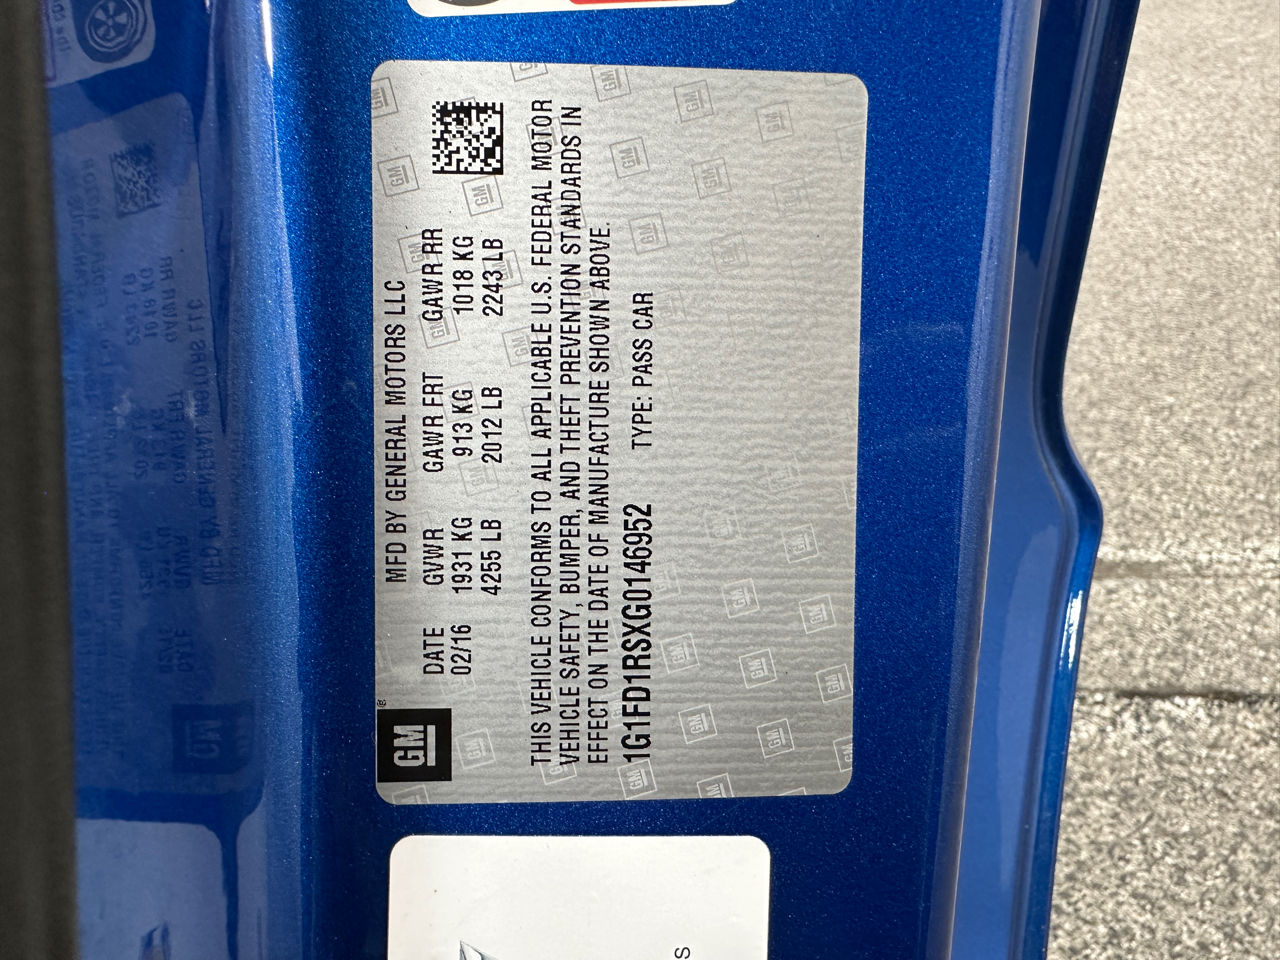 GM
®
MFD BY GENERAL MOTORS LLC
DATE GVWR GAWR FRT GAWR RR
02/16 1931 KG 913 KG 1018 KG
4255 LB 2012 LB 2243 LB
THIS VEHICLE CONFORMS TO ALL APPLICABLE U.S. FEDERAL MOTOR
VEHICLE SAFETY, BUMPER, AND THEFT PREVENTION STANDARDS IN
EFFECT ON THE DATE OF MANUFACTURE SHOWN ABOVE.
1G1FD1RSXG0146952 TYPE: PASS CAR
S